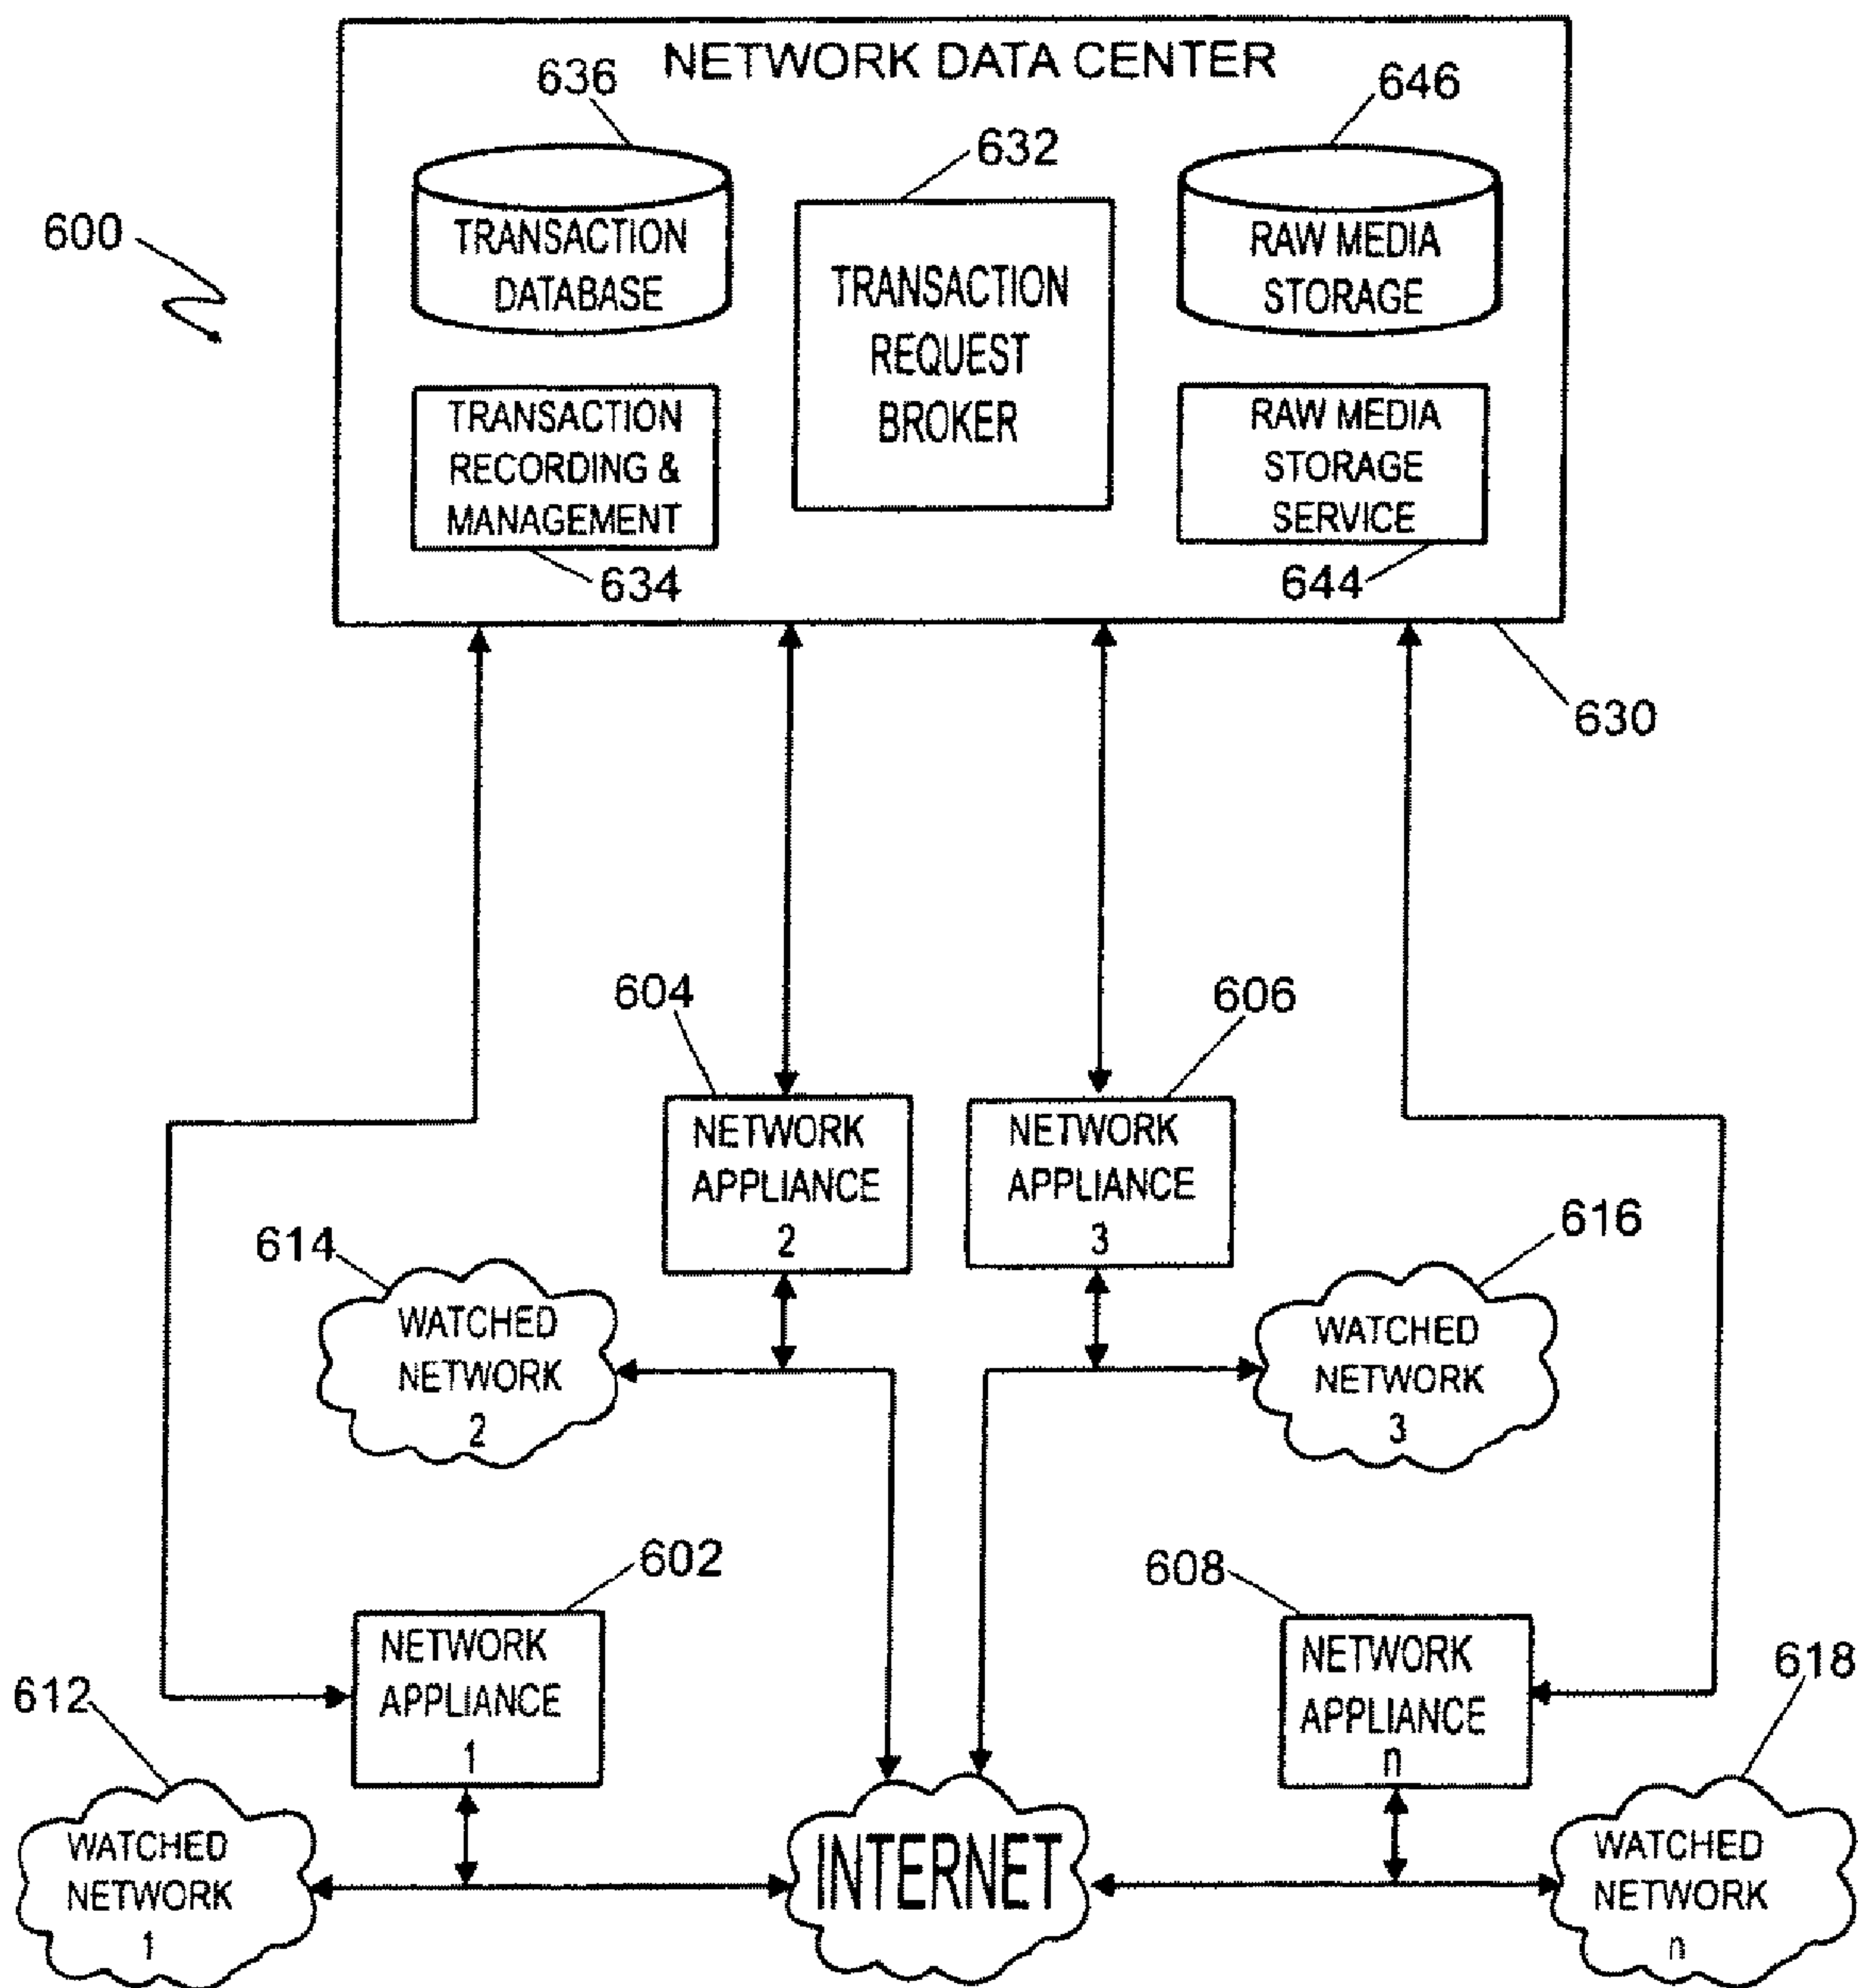 NETWORK DATA CENTER
636
646
632
600
TRANSACTION
DATABASE
TRANSACTION
REQUEST
BROKER
RAW MEDIA
STORAGE
TRANSACTION
RECORDING &
MANAGEMENT
RAW MEDIA
STORAGE
SERVICE
634
644
630
604
606
NETWORK
APPLIANCE
2
NETWORK
APPLIANCE
3
614
616
WATCHED
NETWORK
2
WATCHED
NETWORK
3
602
608
NETWORK
APPLIANCE
1
NETWORK
APPLIANCE
n
612
618
WATCHED
NETWORK
1
INTERNET
WATCHED
NETWORK
n